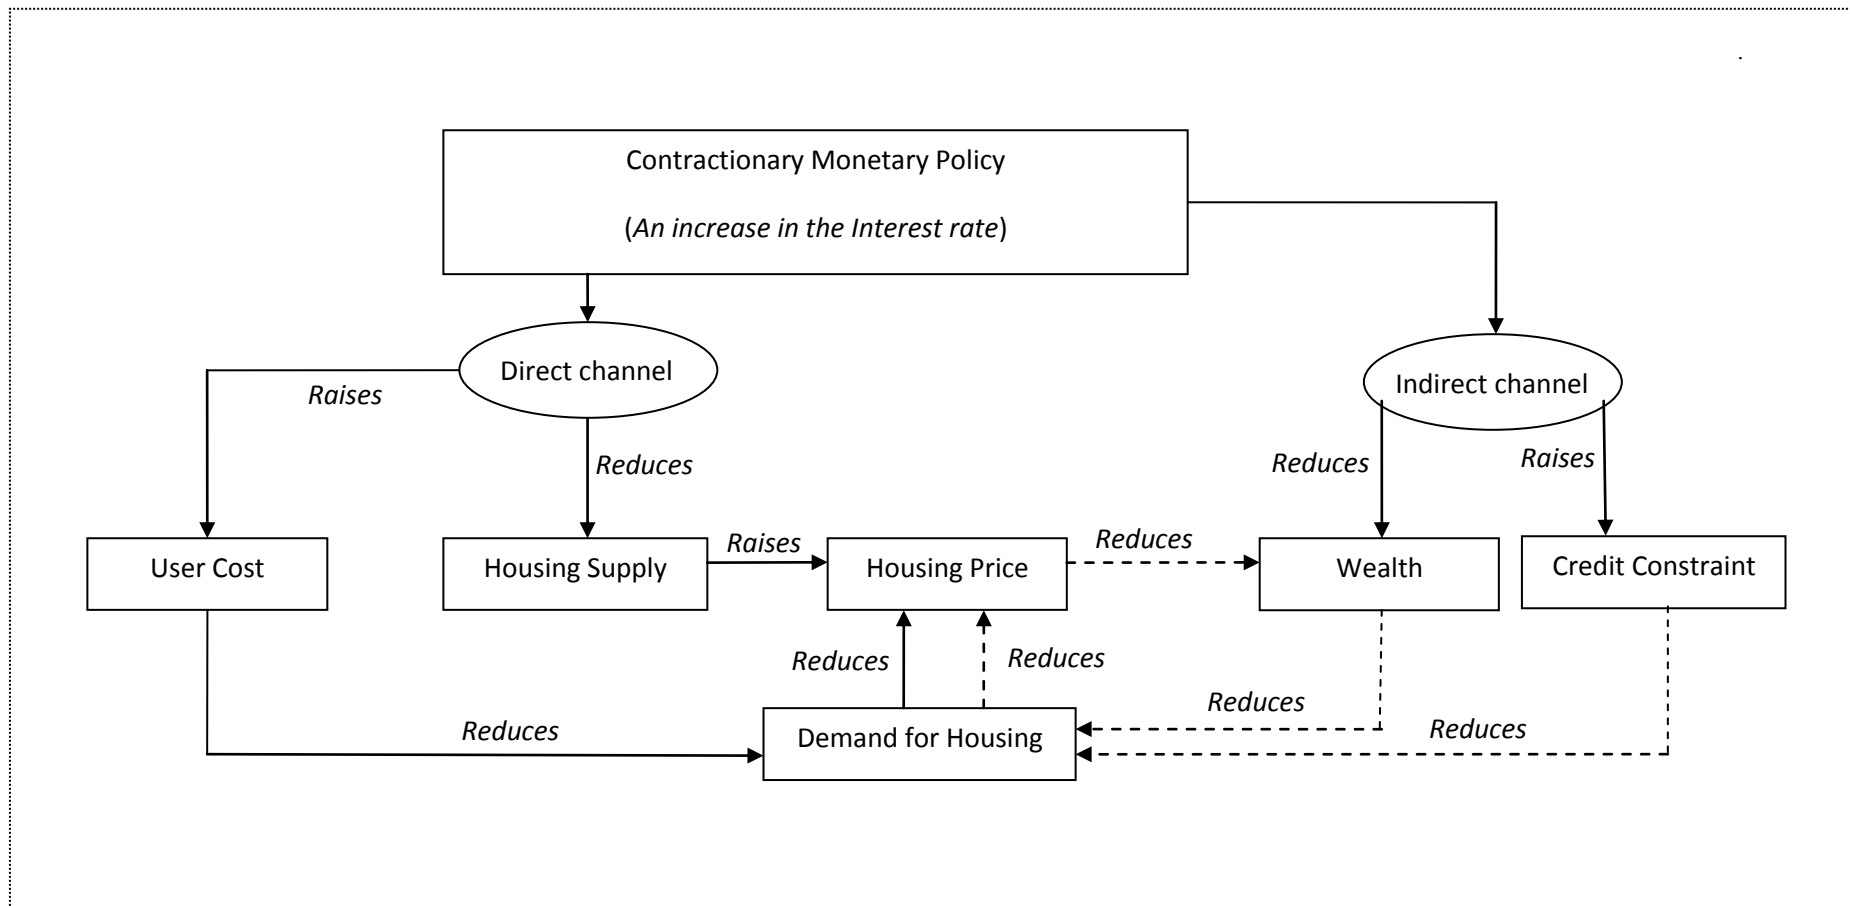 Contractionary Monetary Policy
(An increase in the Interest rate)
Direct channel
Indirect channel
Raises
Reduces
Reduces
Raises
User Cost
Housing Supply
Raises
Housing Price
Reduces
Wealth
Credit Constraint
Reduces
Reduces
Reduces
Reduces
Reduces
Demand for Housing